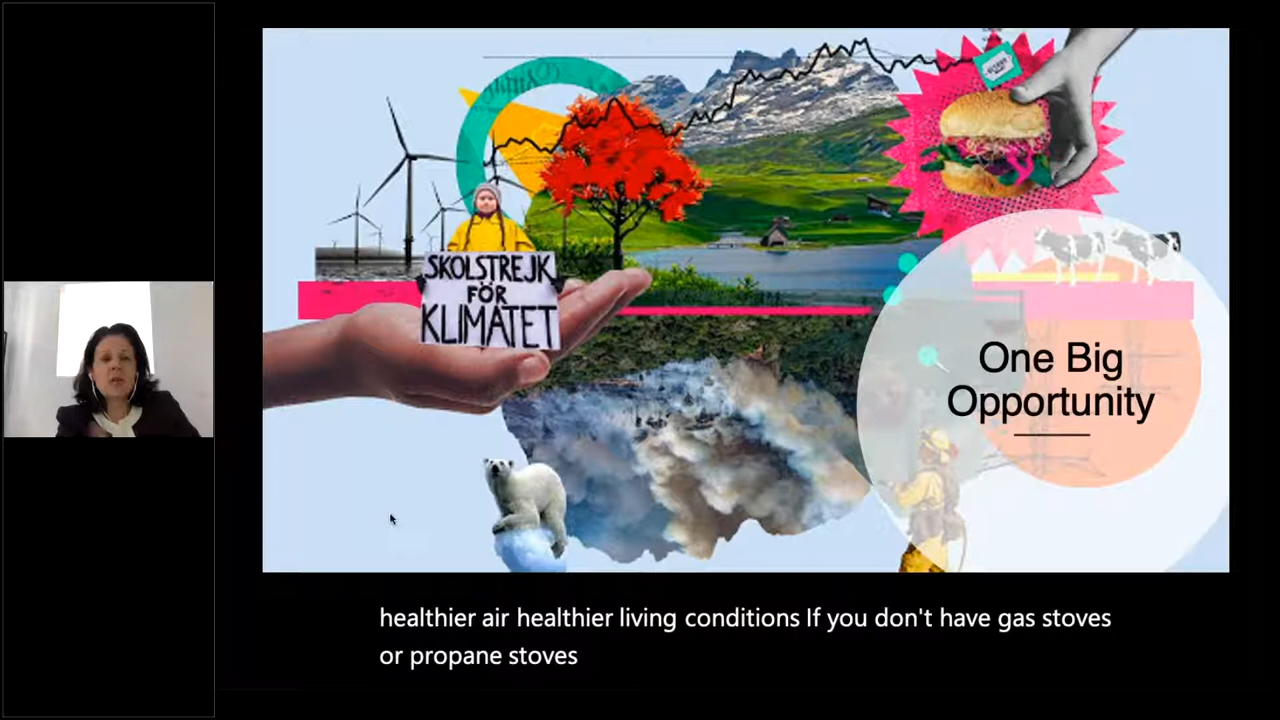 SKOLSTREJK
FÖR
KLIMATET
One Big
Opportunity
healthier air healthier living conditions If you don't have gas stoves
or propane stoves